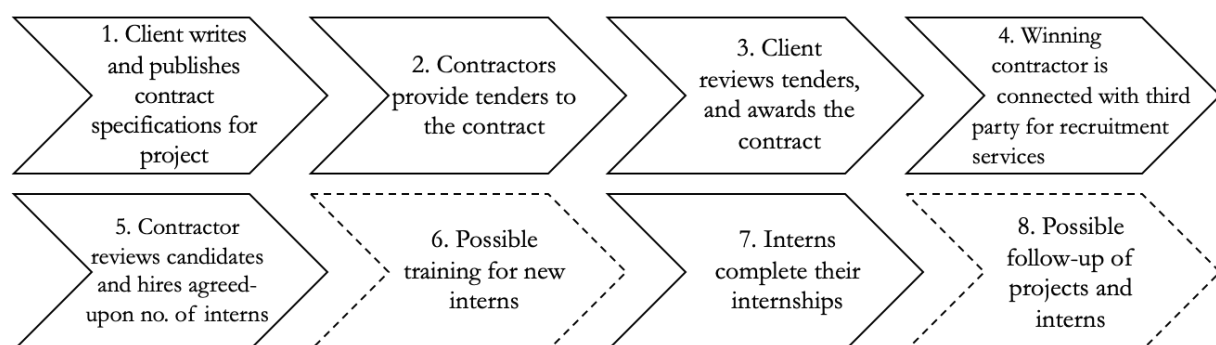 1. Client writes
and publishes
contract
specifications for
project
2. Contractors
provide tenders to
the contract
3. Client
reviews tenders,
and awards the
contract
4. Winning
contractor is
connected with third
party for recruitment
services
5. Contractor
reviews candidates
and hires agreed-
upon no. of interns
6. Possible
training for new
interns
7. Interns
complete their
internships
8. Possible
follow-up of
projects and
interns